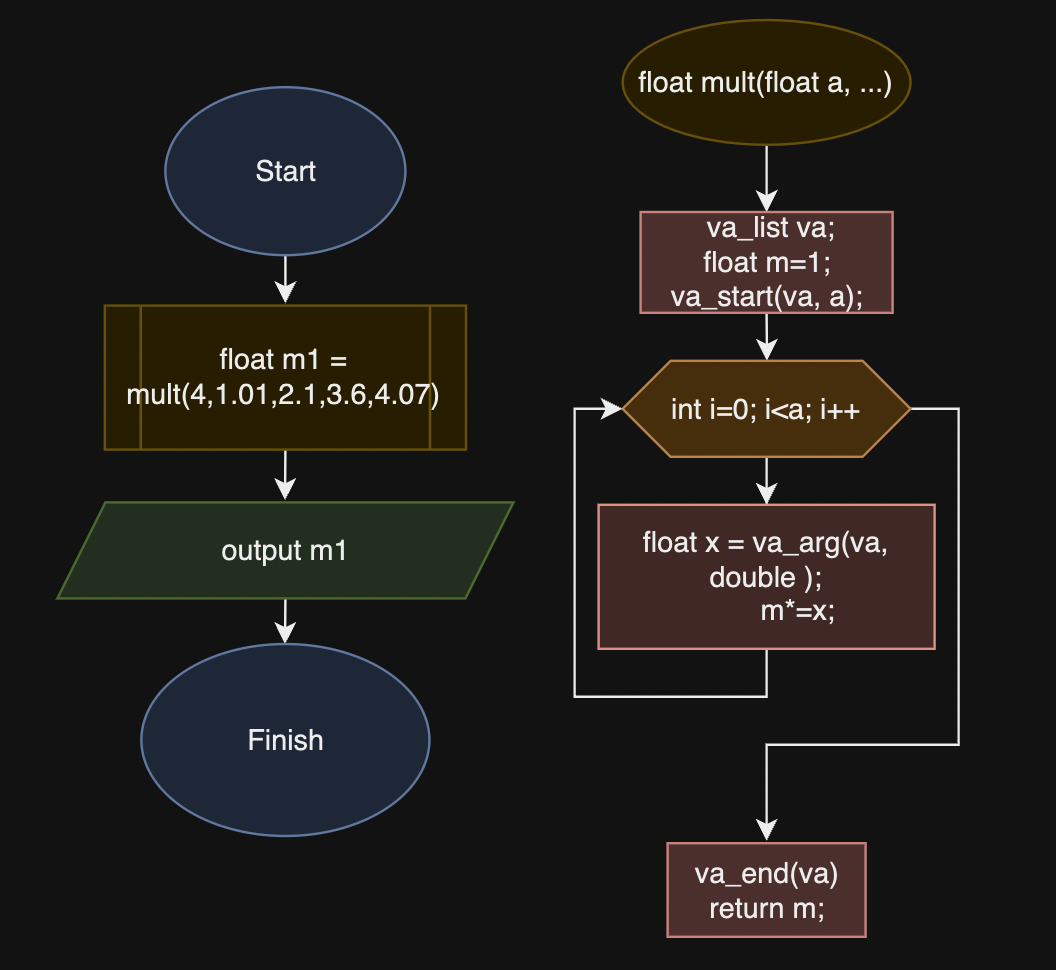 Start
float m1 =
mult(4,1.01,2.1,3.6,4.07)
output m1
Finish
float mult(float a, ...)
va_list va;
float m=1;
va_start(va, a);
int i=0; i<a; i++
float x = va_arg(va,
double );
m*=x;
va_end(va)
return m;